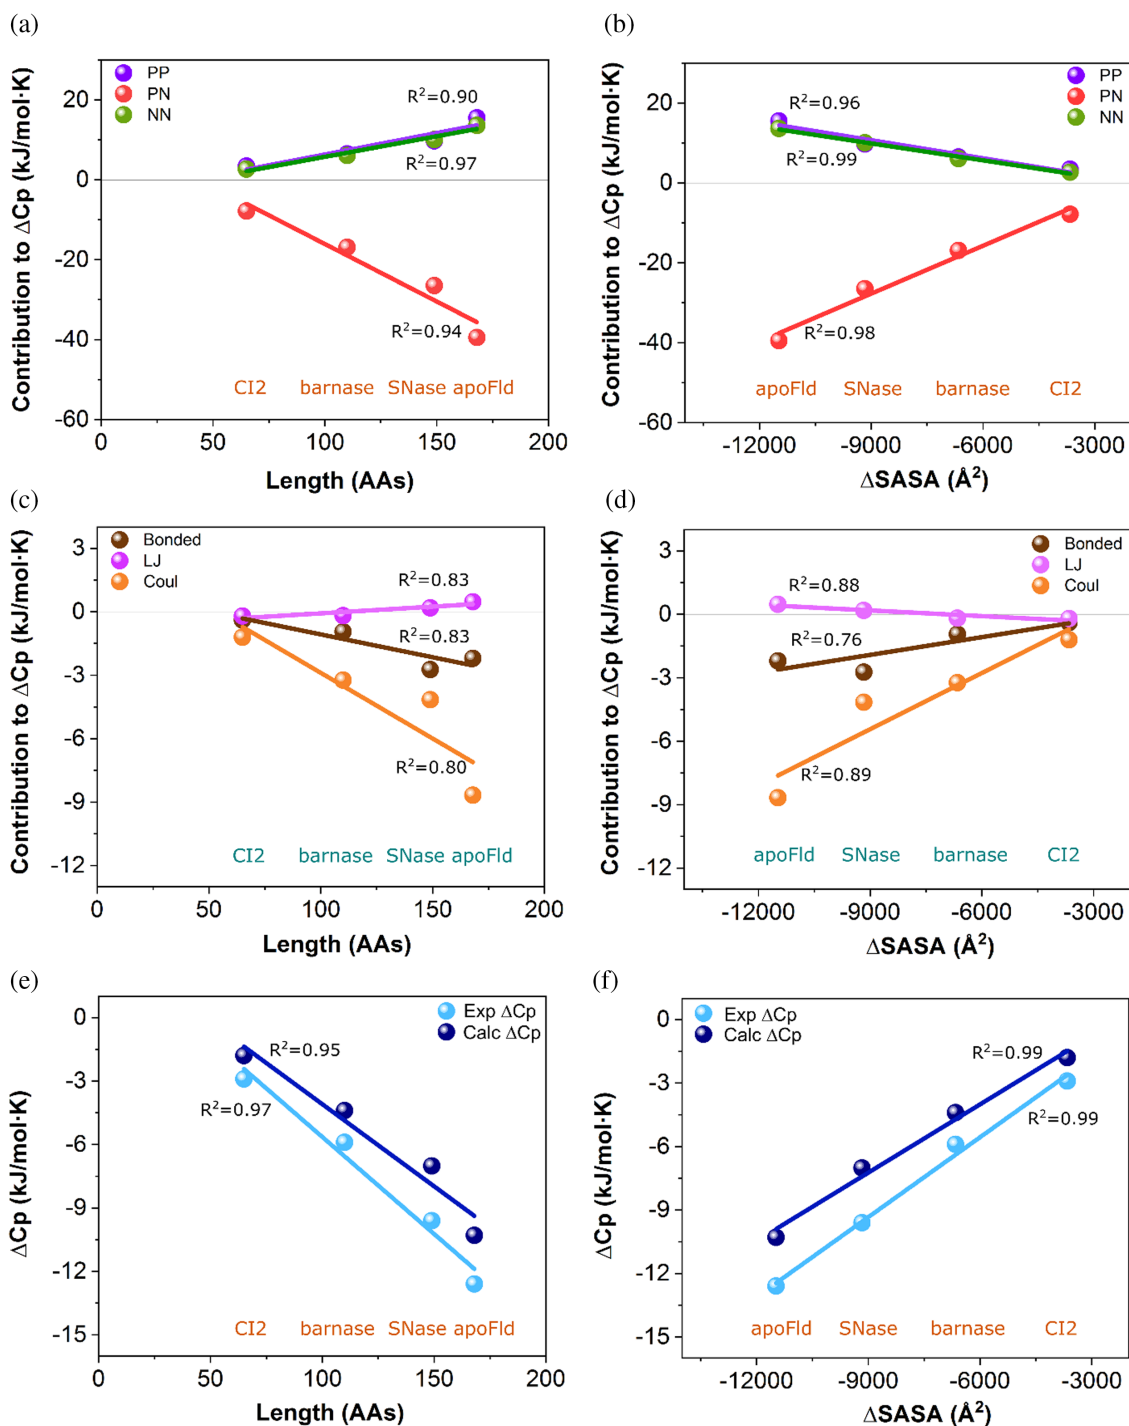 (a)
PP
PN
NN
R²=0.90
R²=0.97
R²=0.94
CI2 barnase SNase apoFld
20
0
-20
-40
-60
0 50 100 150 200
Contribution to ΔCp (kJ/mol·K)
Length (AAs)
(b)
PP
PN
NN
R²=0.96
R²=0.99
R²=0.98
apoFld SNase barnase CI2
20
0
-20
-40
-60
-12000 -9000 -6000 -3000
Contribution to ΔCp (kJ/mol·K)
ΔSASA (Å²)
(c)
Bonded
LJ
Coul
R²=0.83
R²=0.83
R²=0.80
CI2 barnase SNase apoFld
3
0
-3
-6
-9
-12
0 50 100 150 200
Contribution to ΔCp (kJ/mol·K)
Length (AAs)
(d)
Bonded
LJ
Coul
R²=0.88
R²=0.76
R²=0.89
apoFld SNase barnase CI2
3
0
-3
-6
-9
-12
-12000 -9000 -6000 -3000
Contribution to ΔCp (kJ/mol·K)
ΔSASA (Å²)
(e)
Exp ΔCp
Calc ΔCp
R²=0.95
R²=0.97
CI2 barnase SNase apoFld
0
-3
-6
-9
-12
-15
0 50 100 150 200
ΔCp (kJ/mol·K)
Length (AAs)
(f)
Exp ΔCp
Calc ΔCp
R²=0.99
R²=0.99
apoFld SNase barnase CI2
0
-3
-6
-9
-12
-15
-12000 -9000 -6000 -3000
ΔCp (kJ/mol·K)
ΔSASA (Å²)